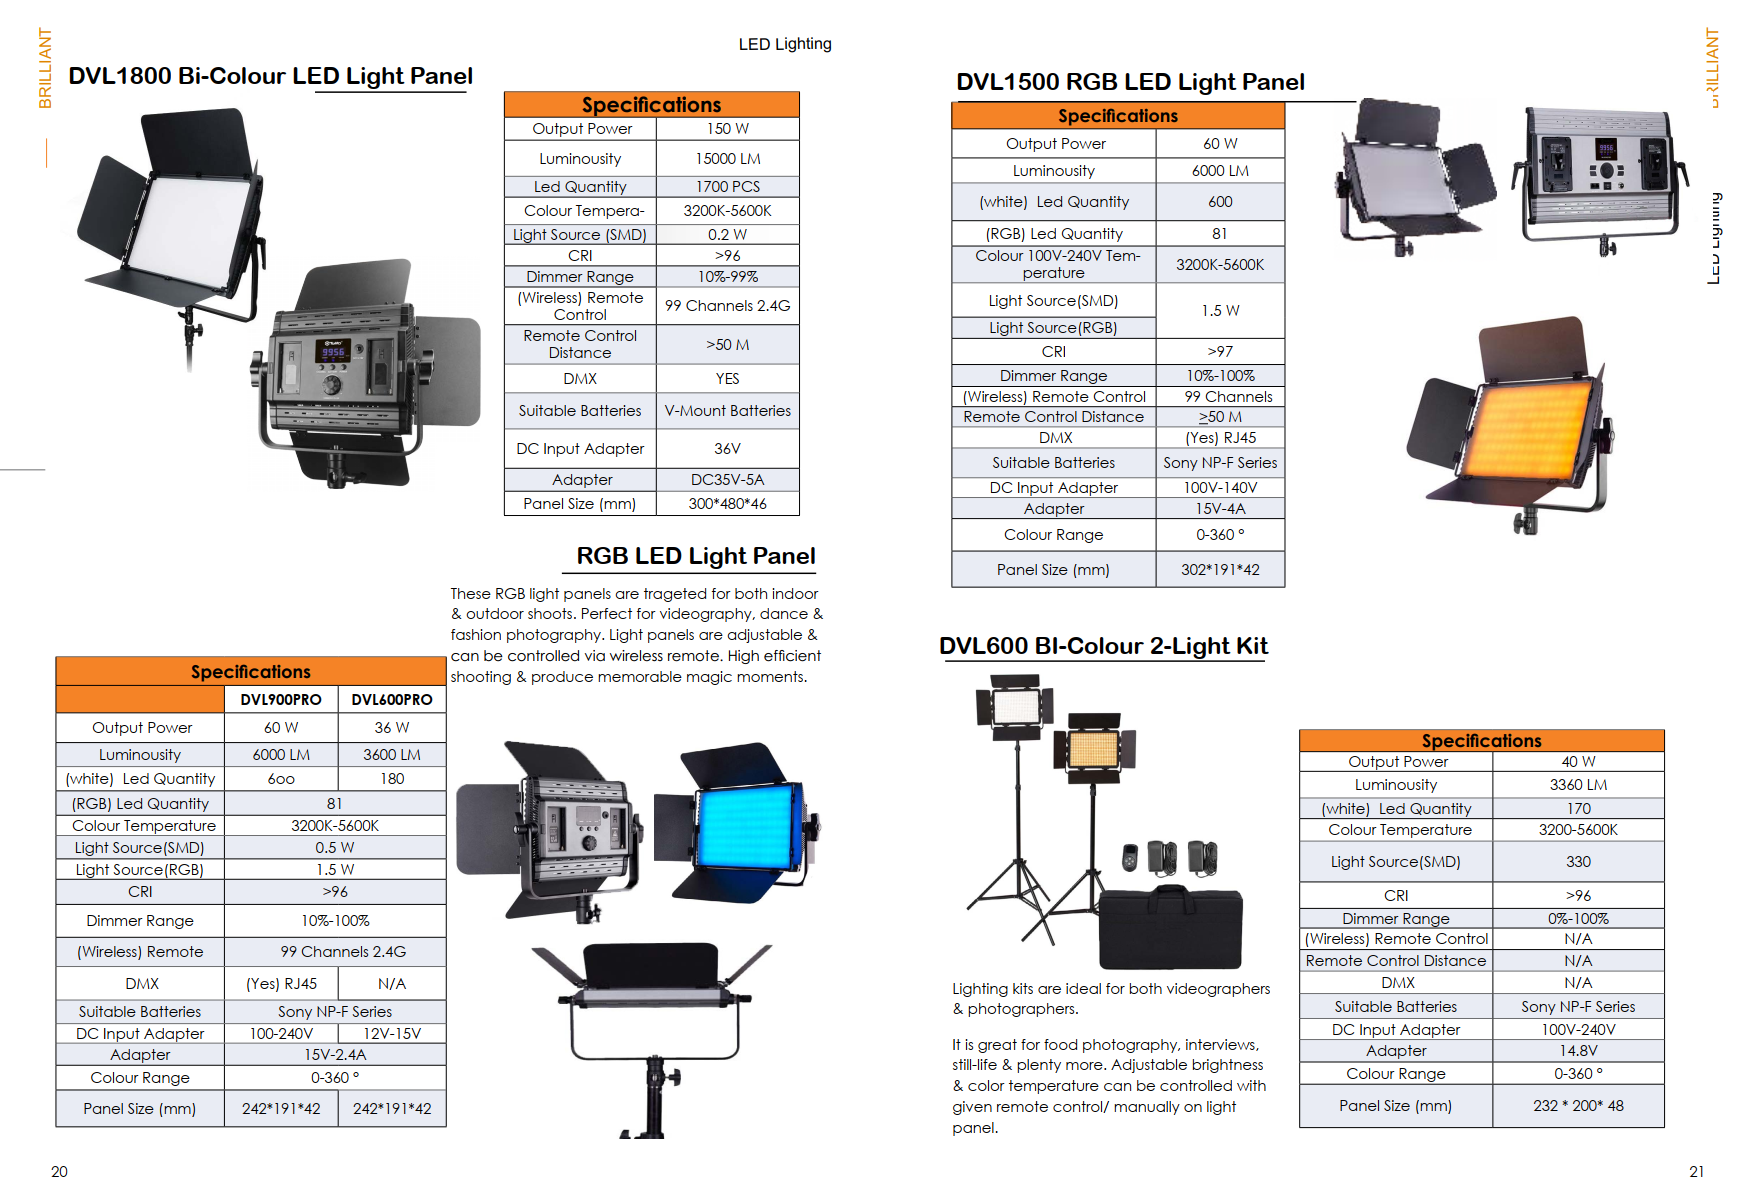 BRILLIANT
LED Lighting
DVL1800 Bi-Colour LED Light Panel
Specifications
Output Power 150 W
Luminousity 15000 LM
Led Quantity 1700 PCS
Colour Tempera- 3200K-5600K
Light Source (SMD) 0.2 W
CRI >96
Dimmer Range 10%-99%
(Wireless) Remote
Control 99 Channels 2.4G
Remote Control
Distance >50 M
DMX YES
Suitable Batteries V-Mount Batteries
DC Input Adapter 36V
Adapter DC35V-5A
Panel Size (mm) 300*480*46
9956
RGB LED Light Panel
These RGB light panels are trageted for both indoor
& outdoor shoots. Perfect for videography, dance &
fashion photography. Light panels are adjustable &
can be controlled via wireless remote. High efficient
shooting & produce memorable magic moments.
Specifications
DVL900PRO DVL600PRO
Output Power 60 W 36 W
Luminousity 6000 LM 3600 LM
(white) Led Quantity 6oo 180
(RGB) Led Quantity 81
Colour Temperature 3200K-5600K
Light Source(SMD) 0.5 W
Light Source(RGB) 1.5 W
CRI >96
Dimmer Range 10%-100%
(Wireless) Remote 99 Channels 2.4G
DMX (Yes) RJ45 N/A
Suitable Batteries Sony NP-F Series
DC Input Adapter 100-240V 12V-15V
Adapter 15V-2.4A
Colour Range 0-360 °
Panel Size (mm) 242*191*42 242*191*42
20
DVL1500 RGB LED Light Panel
Specifications
Output Power 60 W
Luminousity 6000 LM
(white) Led Quantity 600
(RGB) Led Quantity 81
Colour 100V-240V Tem-
perature 3200K-5600K
Light Source(SMD) 1.5 W
Light Source(RGB)
CRI >97
Dimmer Range 10%-100%
(Wireless) Remote Control 99 Channels
Remote Control Distance >50 M
DMX (Yes) RJ45
Suitable Batteries Sony NP-F Series
DC Input Adapter 100V-140V
Adapter 15V-4A
Colour Range 0-360 °
Panel Size (mm) 302*191*42
9956
BRILLIANT
LED Lighting
DVL600 BI-Colour 2-Light Kit
Lighting kits are ideal for both videographers
& photographers.
It is great for food photography, interviews,
still-life & plenty more. Adjustable brightness
& color temperature can be controlled with
given remote control/ manually on light
panel.
Specifications
Output Power 40 W
Luminousity 3360 LM
(white) Led Quantity 170
Colour Temperature 3200-5600K
Light Source(SMD) 330
CRI >96
Dimmer Range 0%-100%
(Wireless) Remote Control N/A
Remote Control Distance N/A
DMX N/A
Suitable Batteries Sony NP-F Series
DC Input Adapter 100V-240V
Adapter 14.8V
Colour Range 0-360 °
Panel Size (mm) 232 * 200* 48
21